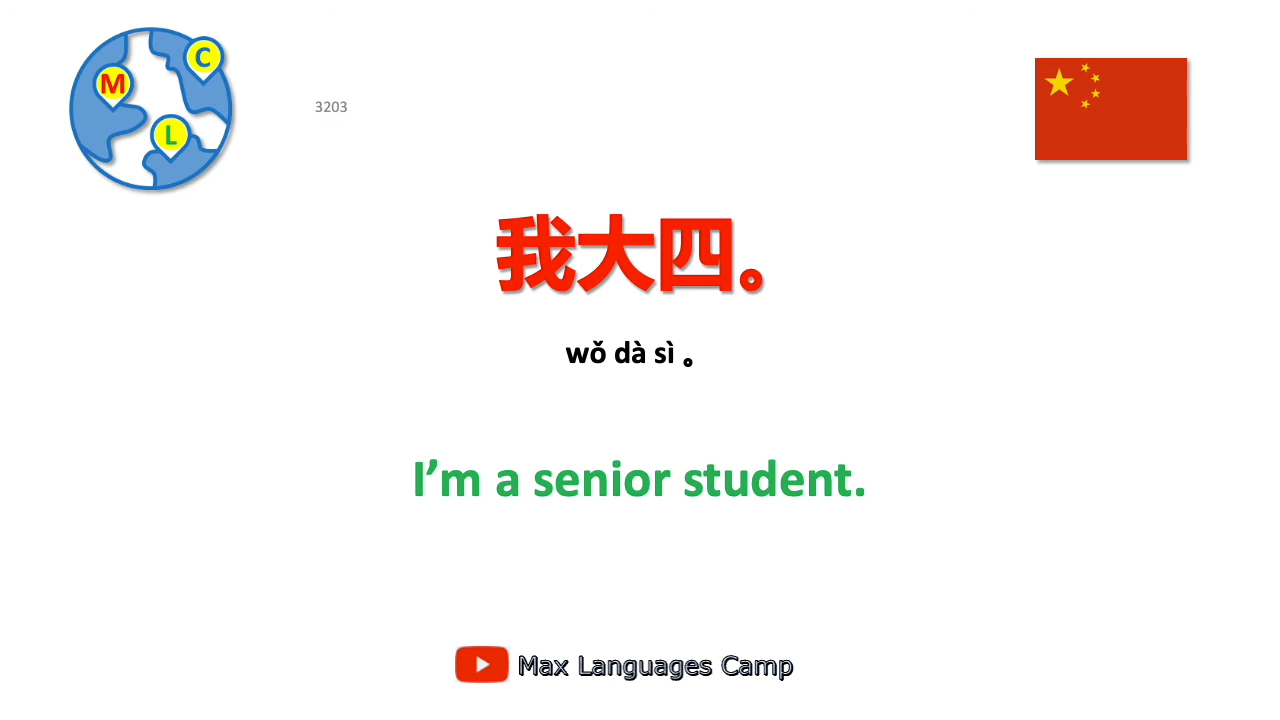 C
M
L
3203
我大四。
wǒ dà sì 。
I’m a senior student.
Max Languages Camp